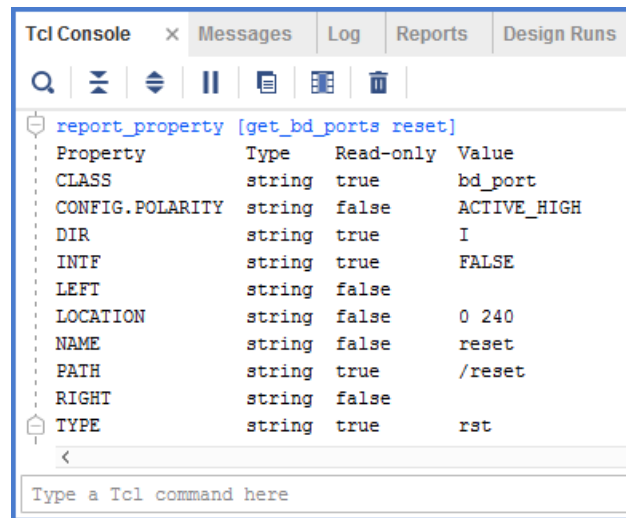 Tcl Console × Messages Log Reports Design Runs
report_property [get_bd_ports reset]
Property Type Read-only Value
CLASS string true bd_port
CONFIG.POLARITY string false ACTIVE_HIGH
DIR string true I
INTF string true FALSE
LEFT string false
LOCATION string false 0 240
NAME string false reset
PATH string true /reset
RIGHT string false
TYPE string true rst
Type a Tcl command here